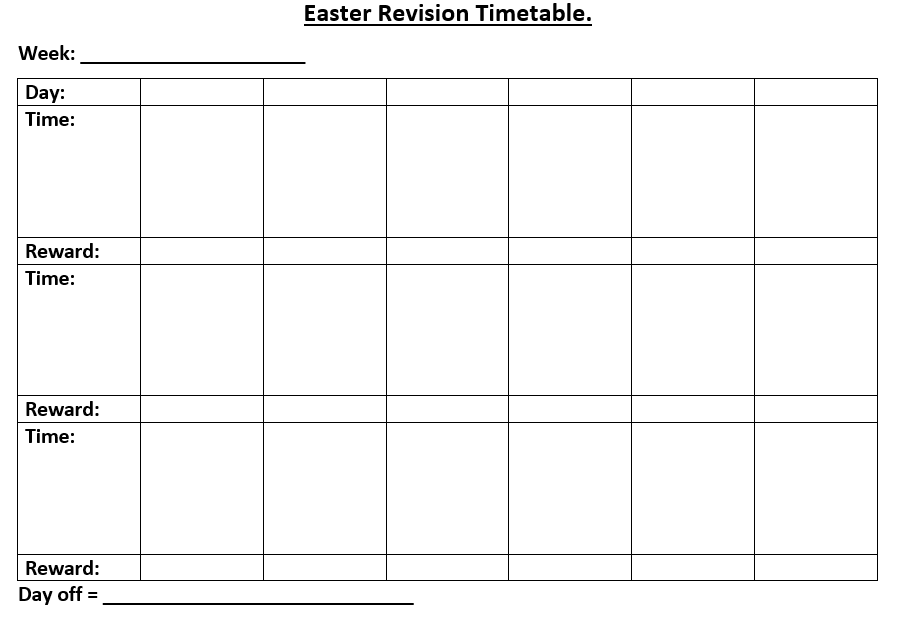 Easter Revision Timetable.
Week: ____________________
Day:
Time:
Reward:
Time:
Reward:
Time:
Reward:
Day off = ____________________________